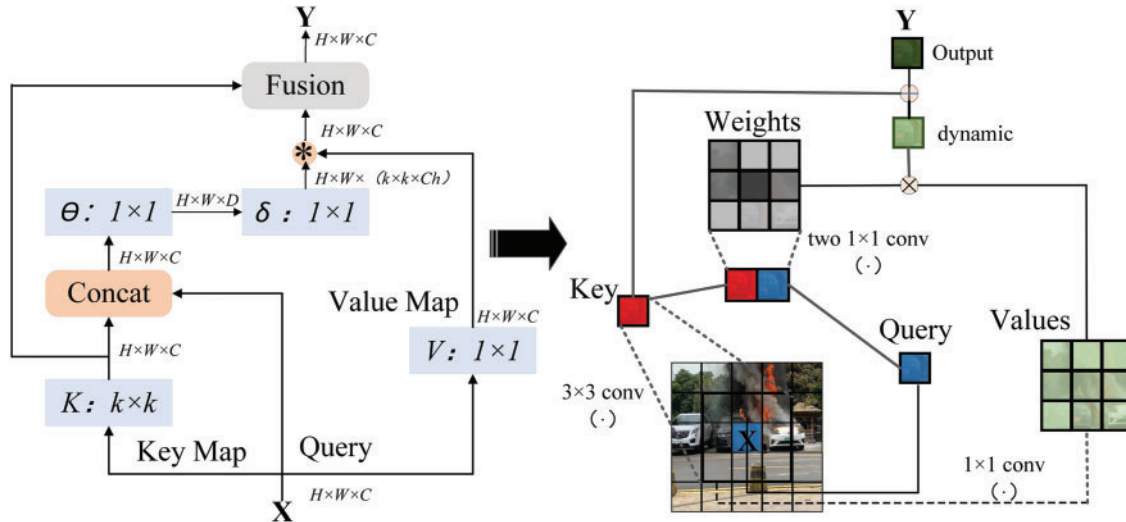 Y
H×W×C
Fusion
H×W×C
*
H×W× (k×k×Ch)
θ: 1×1
H×W×D
δ : 1×1
H×W×C
Concat
Value Map
H×W×C
H×W×C
V: 1×1
K: k×k
Key Map
Query
X
H×W×C
Y
Output
dynamic
Weights
two 1×1 conv
(·)
Key
Query
Values
3×3 conv
(·)
X
1×1 conv
(·)